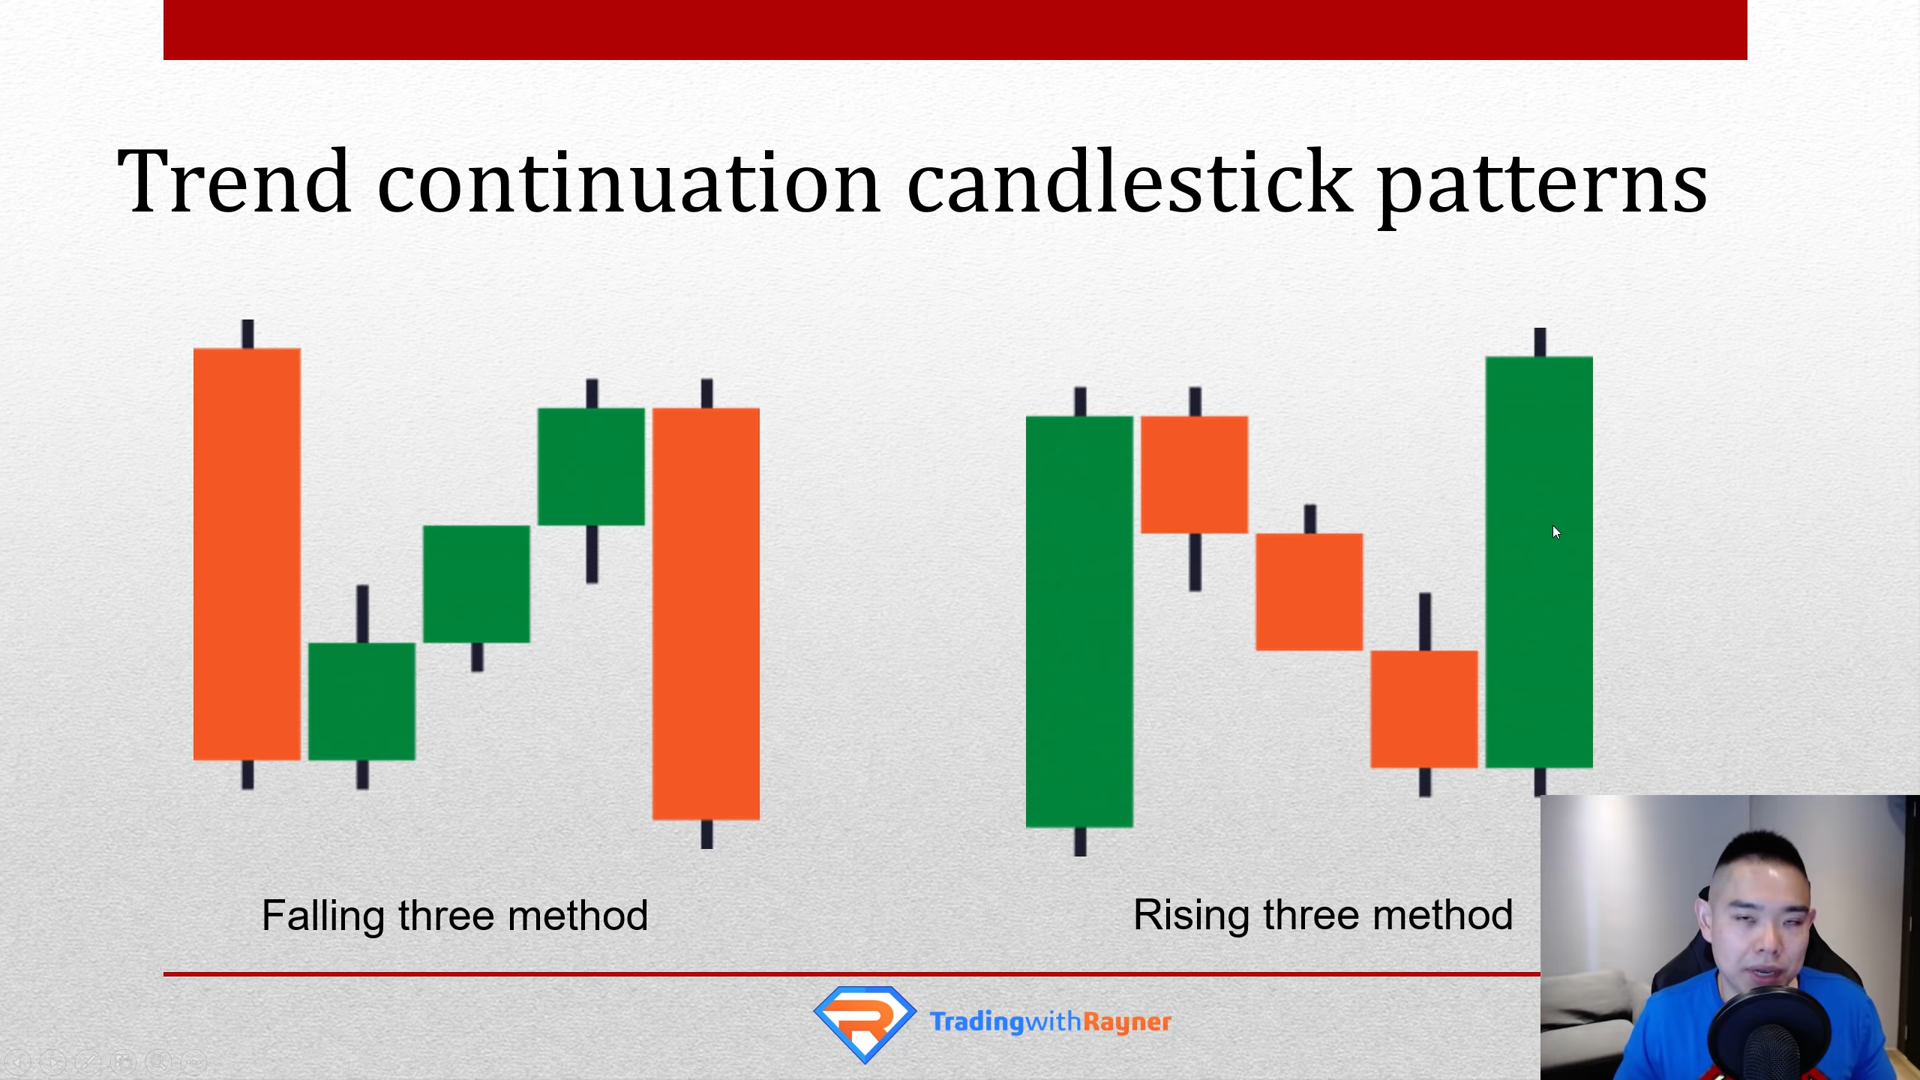 Trend continuation candlestick patterns
Falling three method
Rising three method
TradingwithRayner